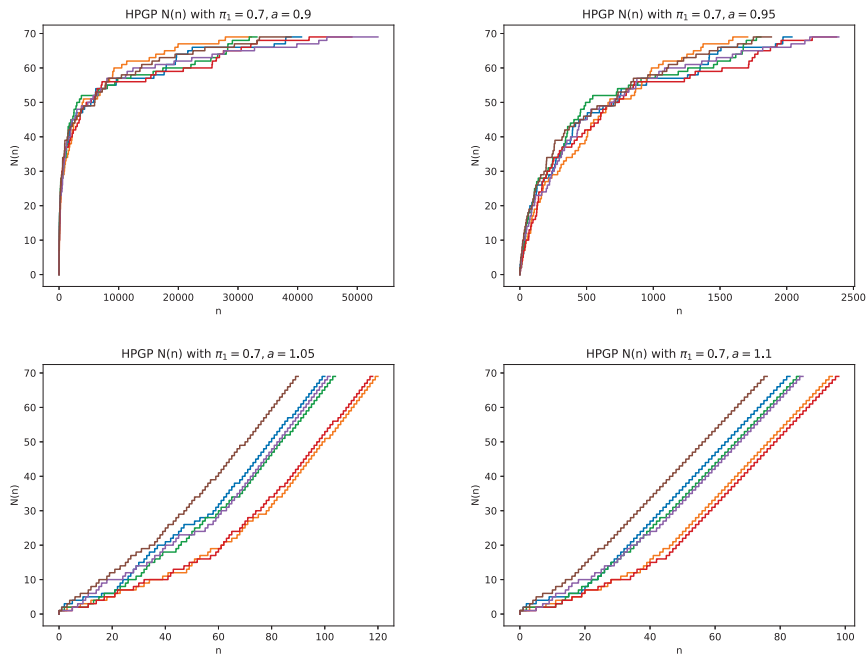 HPGP N(n) with π₁ = 0.7, a = 0.9
70
60
50
40
30
20
10
0
N(n)
0 10000 20000 30000 40000 50000
n
HPGP N(n) with π₁ = 0.7, a = 0.95
70
60
50
40
30
20
10
0
N(n)
0 500 1000 1500 2000 2500
n
HPGP N(n) with π₁ = 0.7, a = 1.05
70
60
50
40
30
20
10
0
N(n)
0 20 40 60 80 100 120
n
HPGP N(n) with π₁ = 0.7, a = 1.1
70
60
50
40
30
20
10
0
N(n)
0 20 40 60 80 100
n